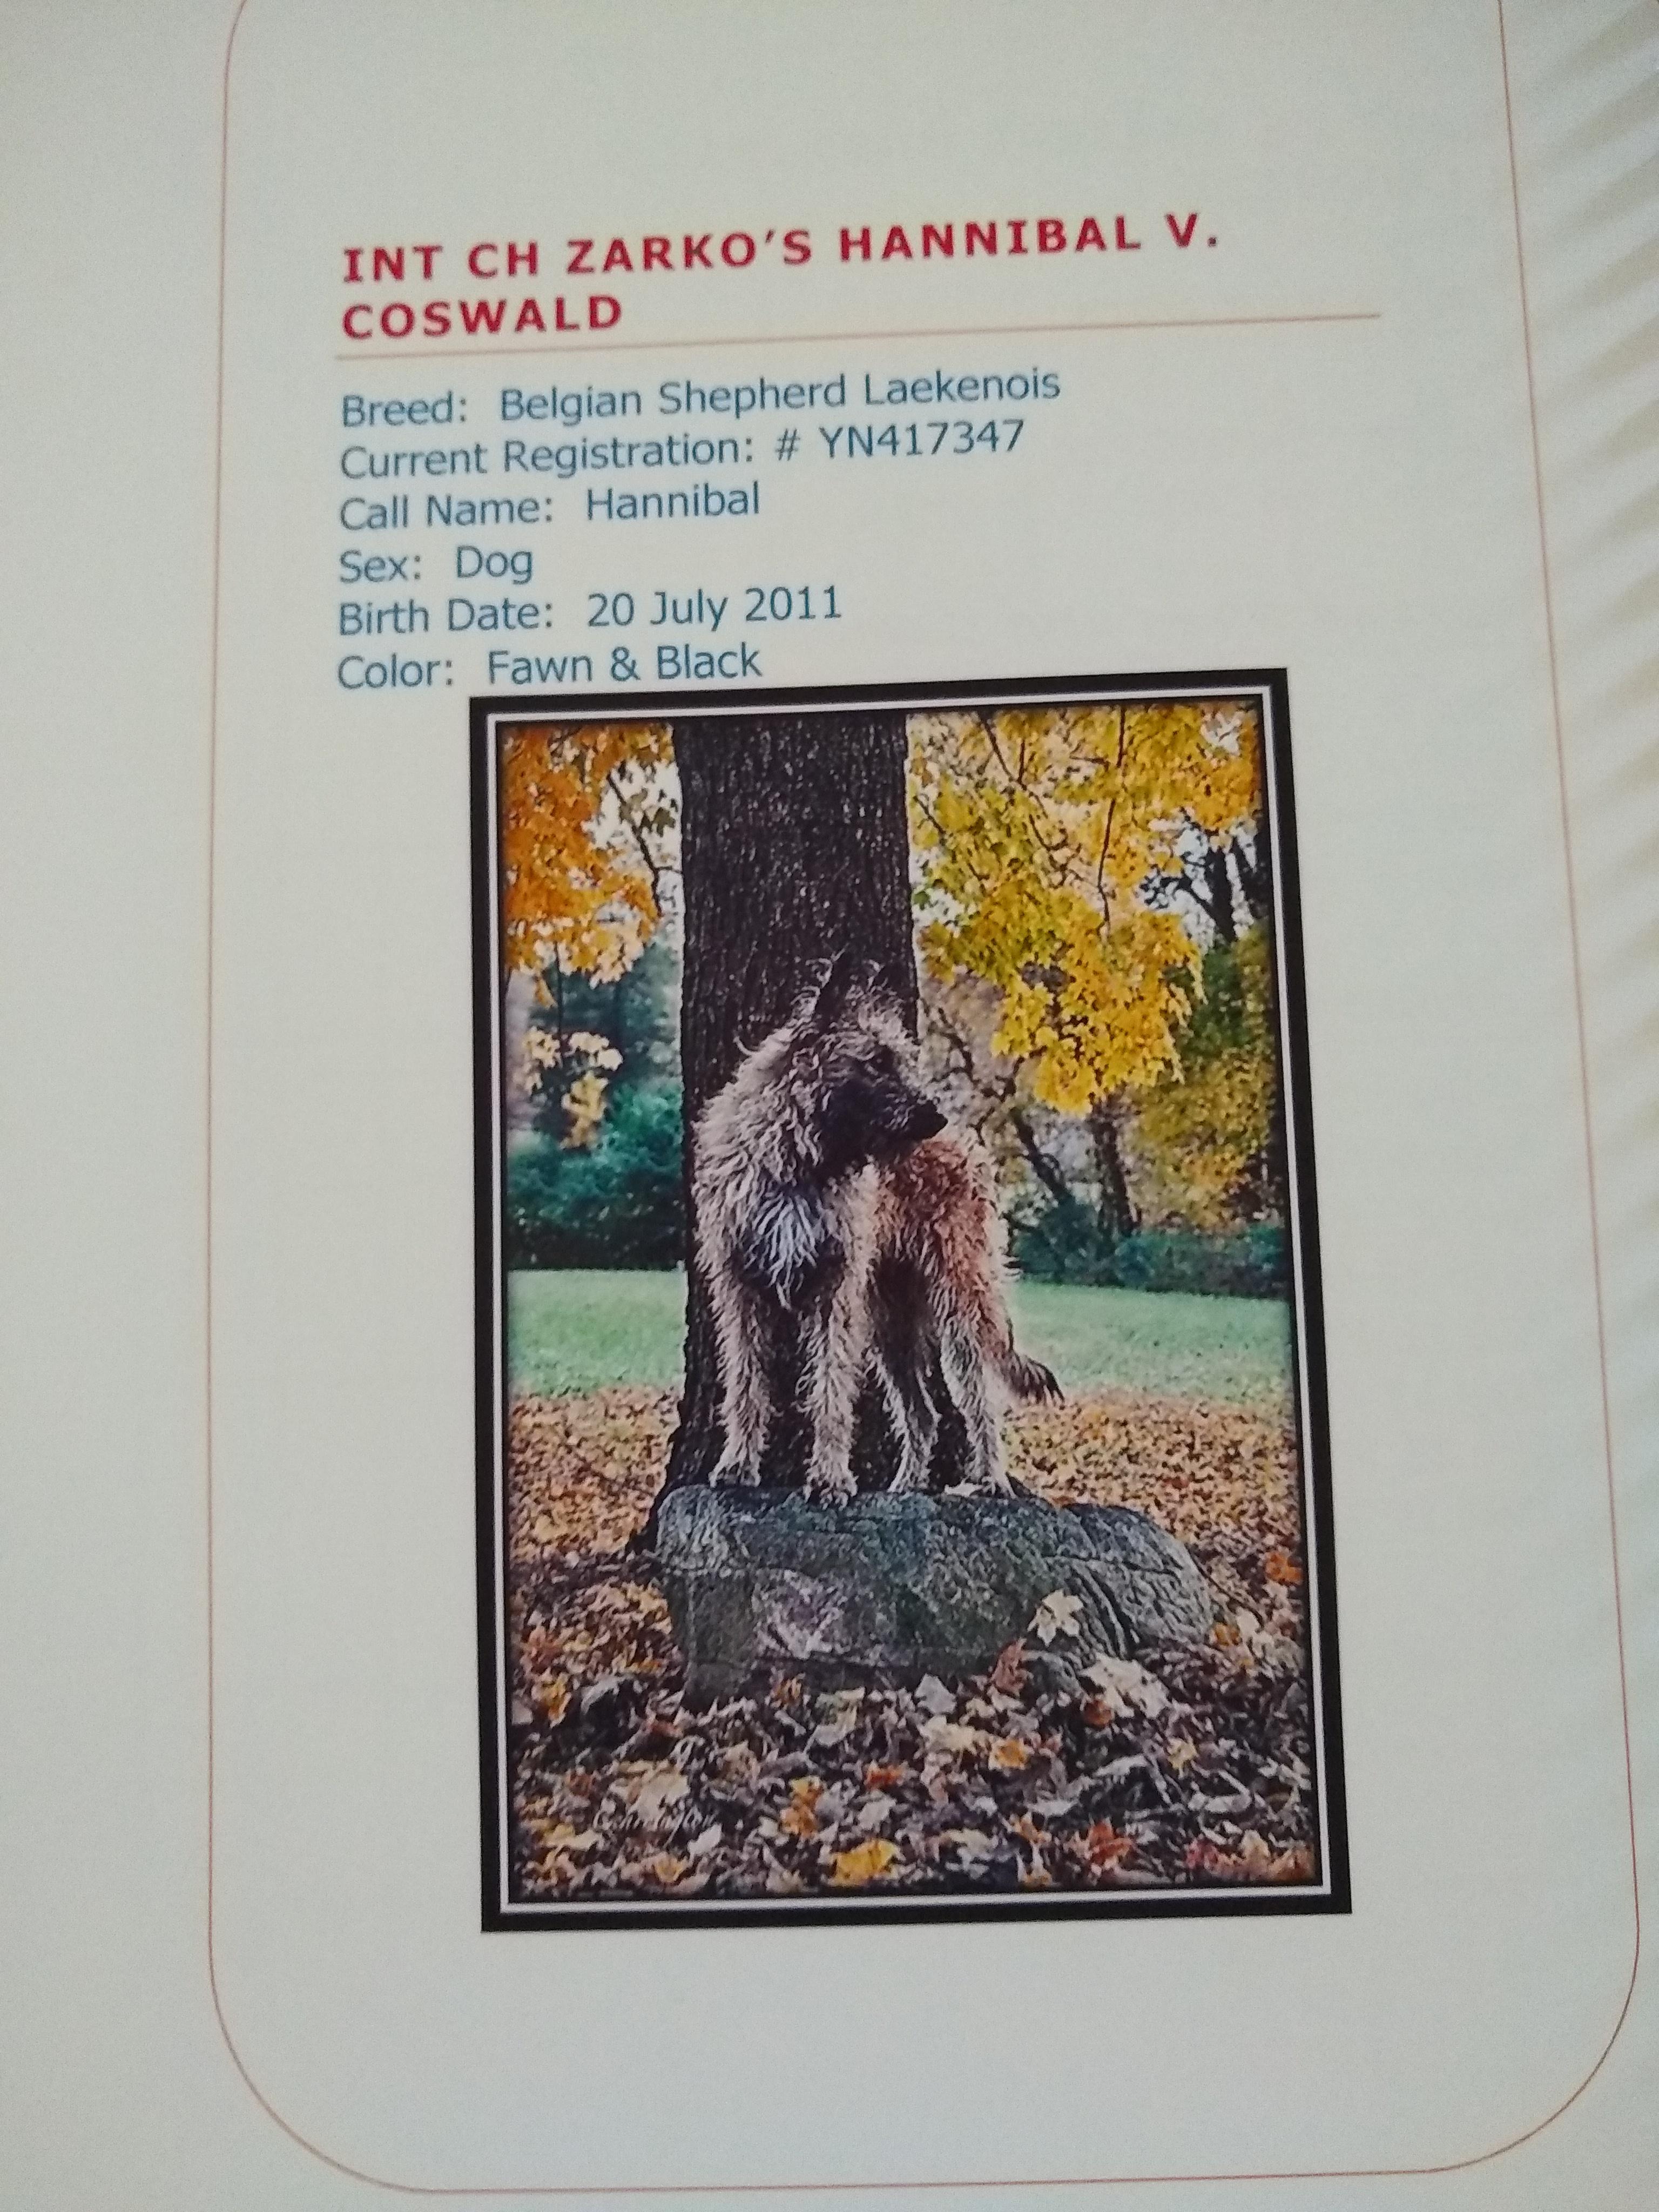 INT CH ZARKO’S HANNIBAL V.
COSWALD
Breed: Belgian Shepherd Laekenois
Current Registration: # YN417347
Call Name: Hannibal
Sex: Dog
Birth Date: 20 July 2011
Color: Fawn & Black